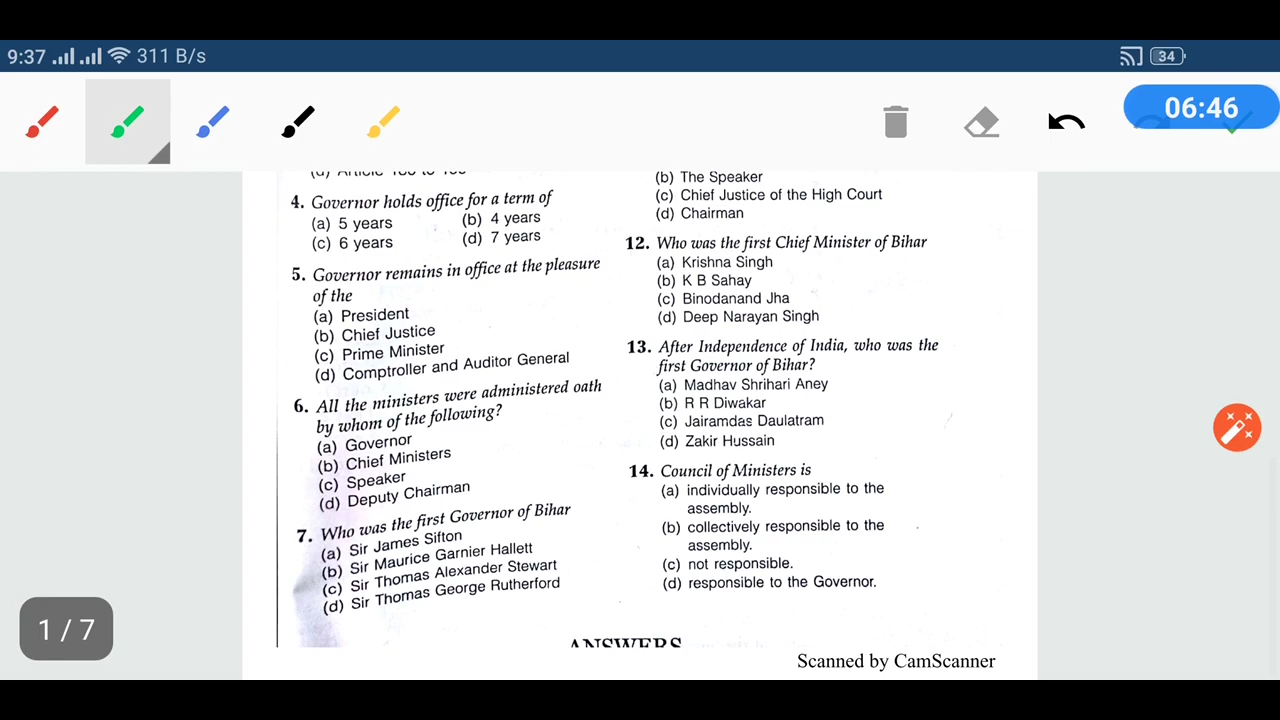 9:37 311 B/s 34
06:46
4. Governor holds office for a term of
(a) 5 years (b) 4 years
(c) 6 years (d) 7 years
5. Governor remains in office at the pleasure
of the
(a) President
(b) Chief Justice
(c) Prime Minister
(d) Comptroller and Auditor General
6. All the ministers were administered oath
by whom of the following?
(a) Governor
(b) Chief Ministers
(c) Speaker
(d) Deputy Chairman
7. Who was the first Governor of Bihar
(a) Sir James Sifton
(b) Sir Maurice Garnier Hallett
(c) Sir Thomas Alexander Stewart
(d) Sir Thomas George Rutherford
(b) The Speaker
(c) Chief Justice of the High Court
(d) Chairman
12. Who was the first Chief Minister of Bihar
(a) Krishna Singh
(b) K B Sahay
(c) Binodanand Jha
(d) Deep Narayan Singh
13. After Independence of India, who was the
first Governor of Bihar?
(a) Madhav Shrihari Aney
(b) R R Diwakar
(c) Jairamdas Daulatram
(d) Zakir Hussain
14. Council of Ministers is
(a) individually responsible to the
assembly.
(b) collectively responsible to the
assembly.
(c) not responsible.
(d) responsible to the Governor.
ANSWERS
Scanned by CamScanner
1 / 7